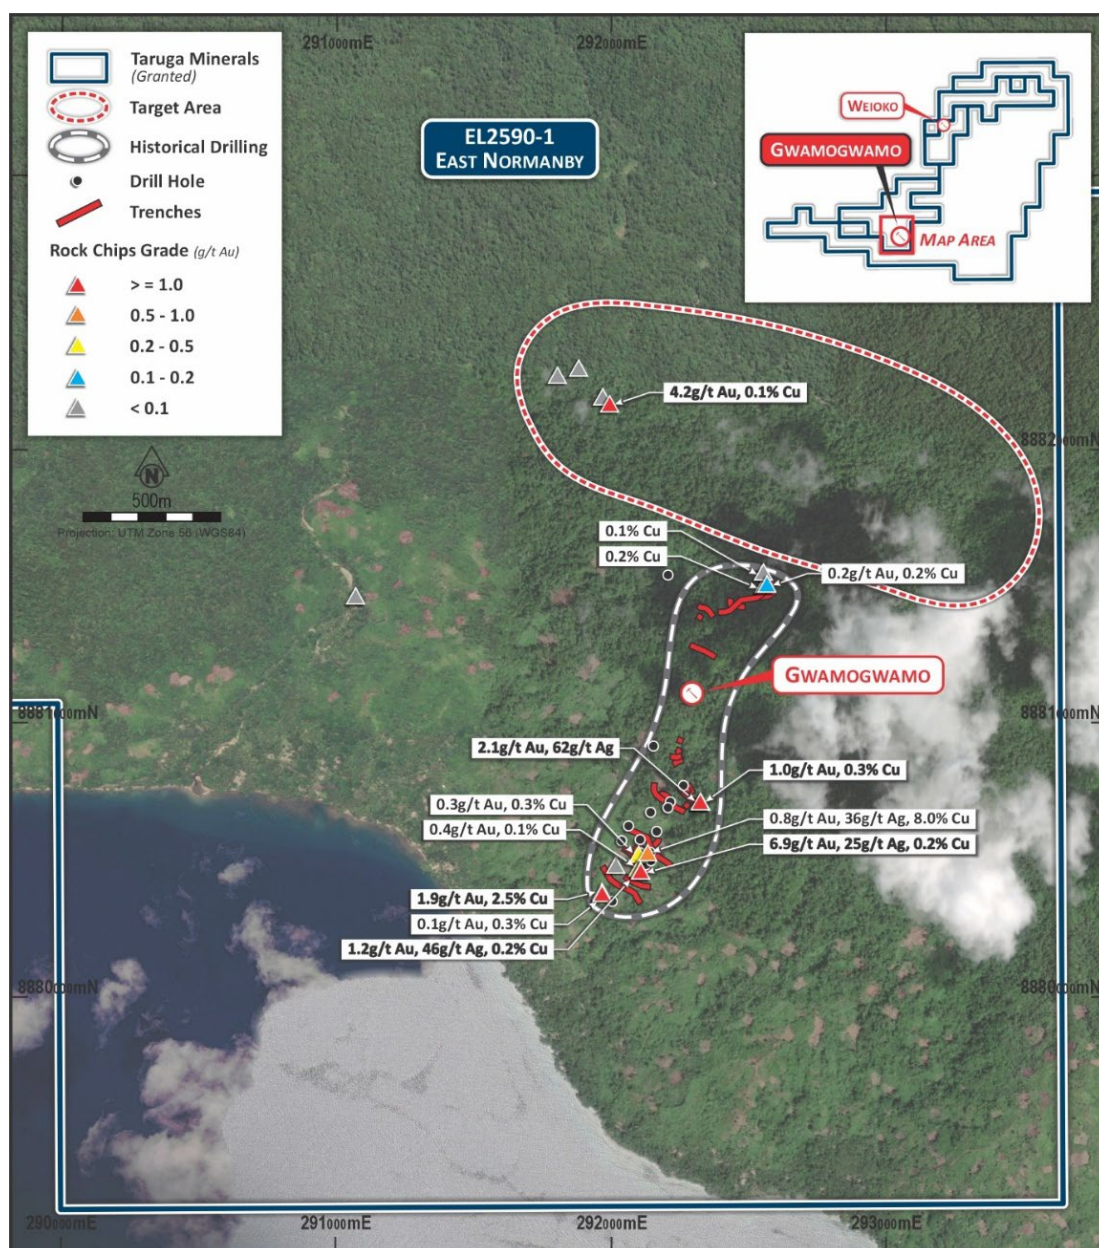 Taruga Minerals
(Granted)
Target Area
Historical Drilling
Drill Hole
Trenches
Rock Chips Grade (g/t Au)
> = 1.0
0.5 - 1.0
0.2 - 0.5
0.1 - 0.2
< 0.1
N
500m
Projection: UTM Zone 56 (WGS84)
291000mE
292000mE
EL2590-1
EAST NORMANBY
WEIOKO
GWAMOGWAMO
MAP AREA
4.2g/t Au, 0.1% Cu
8882000mN
0.1% Cu
0.2% Cu
0.2g/t Au, 0.2% Cu
GWAMOGWAMO
8881000mN
8881000mN
2.1g/t Au, 62g/t Ag
1.0g/t Au, 0.3% Cu
0.3g/t Au, 0.3% Cu
0.8g/t Au, 36g/t Ag, 8.0% Cu
0.4g/t Au, 0.1% Cu
6.9g/t Au, 25g/t Ag, 0.2% Cu
1.9g/t Au, 2.5% Cu
0.1g/t Au, 0.3% Cu
1.2g/t Au, 46g/t Ag, 0.2% Cu
8880000mN
8880000mN
290000mE
291000mE
292000mE
293000mE